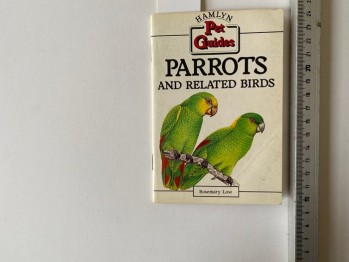 HAMLYN
Pet
Guides
PARROTS
AND RELATED BIRDS
Rosemary Low